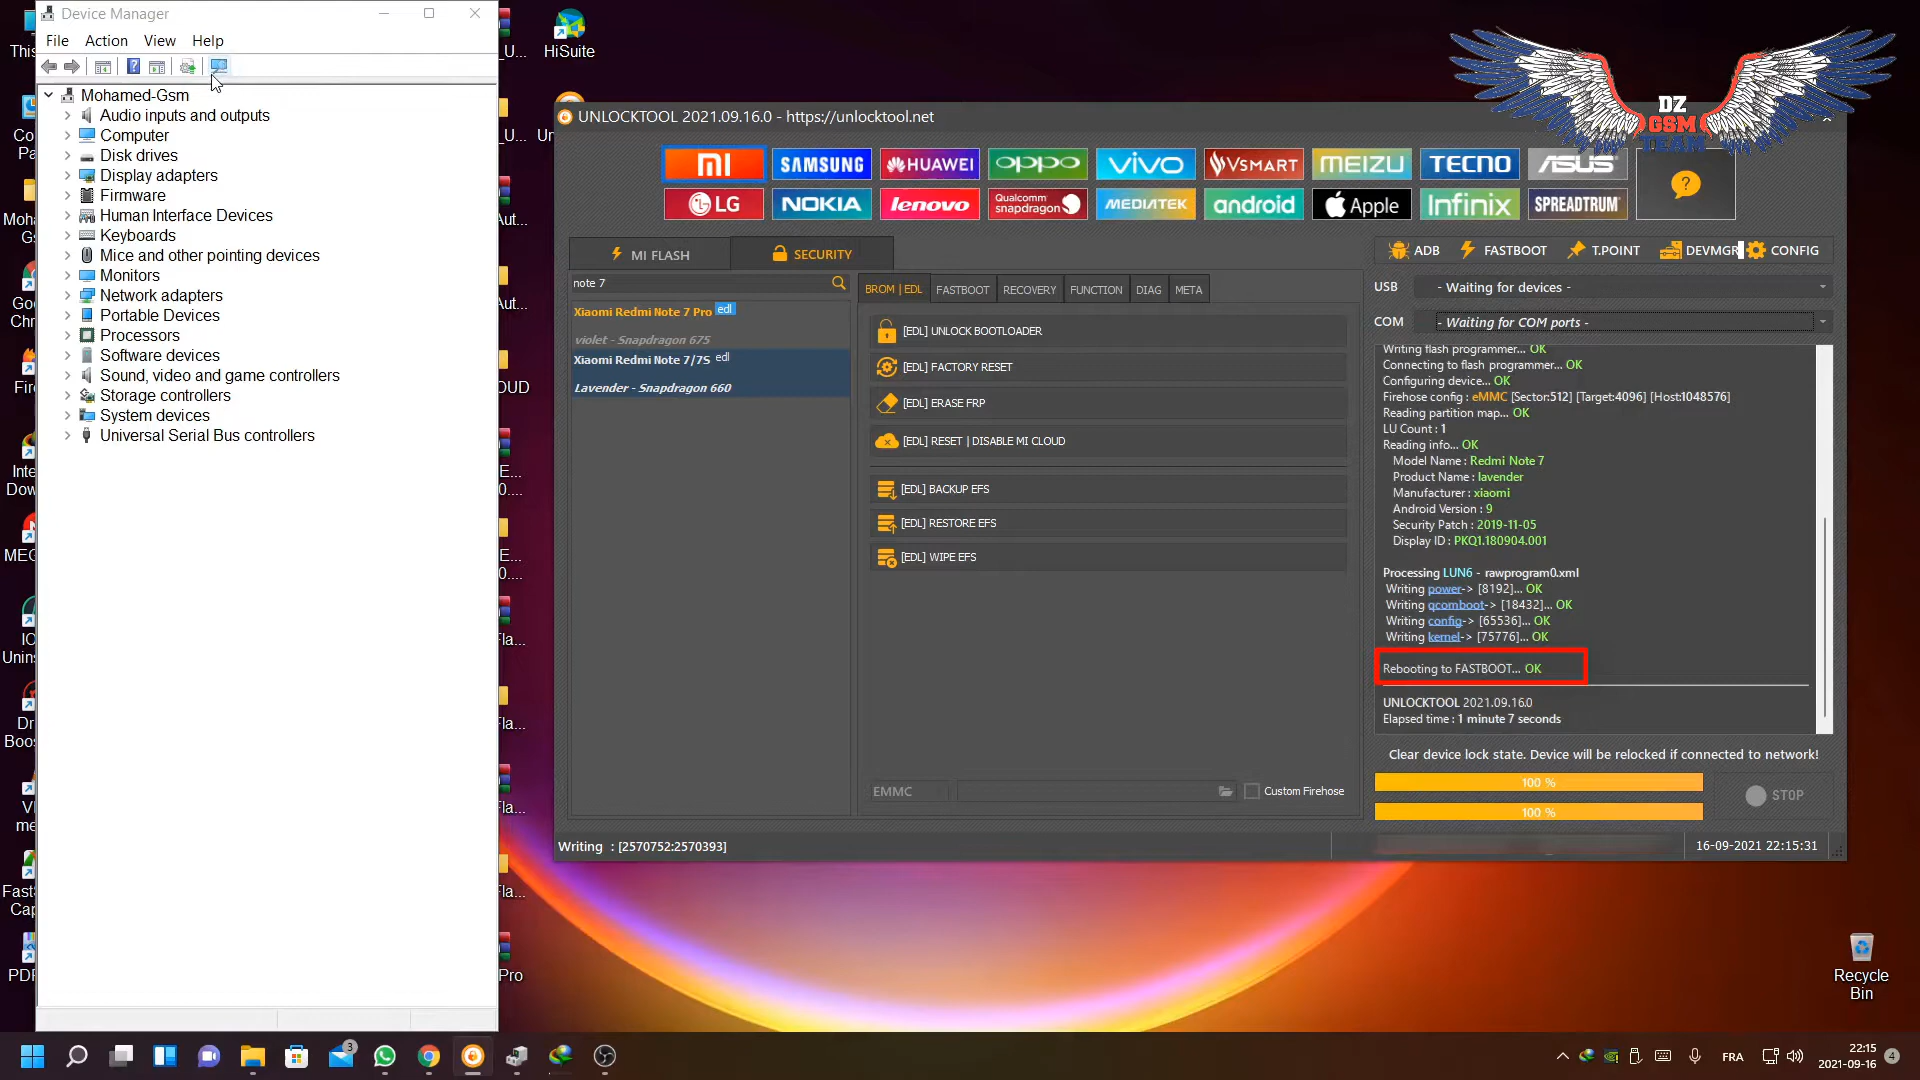 Device Manager
File Action View Help
Mohamed-Gsm
Audio inputs and outputs
Computer
Disk drives
Display adapters
Firmware
Human Interface Devices
Keyboards
Mice and other pointing devices
Monitors
Network adapters
Portable Devices
Processors
Software devices
Sound, video and game controllers
Storage controllers
System devices
Universal Serial Bus controllers
HiSuite
DZ
GSM
TEAM
UNLOCKTOOL 2021.09.16.0 - https://unlocktool.net
MI SAMSUNG HUAWEI OPPO VIVO VSMART MEIZU TECNO ASUS
LG NOKIA lenovo Qualcomm snapdragon MEDIATEK android Apple Infinix SPREADTRUM
?
MI FLASH SECURITY
note 7
Xiaomi Redmi Note 7 Pro edl
violet - Snapdragon 675
Xiaomi Redmi Note 7/7S edl
Lavender - Snapdragon 660
BROM | EDL FASTBOOT RECOVERY FUNCTION DIAG META
[EDL] UNLOCK BOOTLOADER
[EDL] FACTORY RESET
[EDL] ERASE FRP
[EDL] RESET | DISABLE MI CLOUD
[EDL] BACKUP EFS
[EDL] RESTORE EFS
[EDL] WIPE EFS
EMMC Custom Firehose
ADB FASTBOOT T.POINT DEVMGR CONFIG
USB - Waiting for devices -
COM - Waiting for COM ports -
Writing flash programmer... OK
Connecting to flash programmer... OK
Configuring device... OK
Firehose config : eMMC [Sector:512] [Target:4096] [Host:1048576]
Reading partition map... OK
LU Count : 1
Reading info... OK
Model Name : Redmi Note 7
Product Name : lavender
Manufacturer : xiaomi
Android Version : 9
Security Patch : 2019-11-05
Display ID : PKQ1.180904.001
Processing LUN6 - rawprogram0.xml
Writing power-> [8192]... OK
Writing qcomboot-> [18432]... OK
Writing config-> [65536]... OK
Writing kernel-> [75776]... OK
Rebooting to FASTBOOT... OK
UNLOCKTOOL 2021.09.16.0
Elapsed time : 1 minute 7 seconds
Clear device lock state. Device will be relocked if connected to network!
100 %
100 %
STOP
Writing : [2570752:2570393]
16-09-2021 22:15:31
Recycle
Bin
3
FRA
22:15
2021-09-16
4